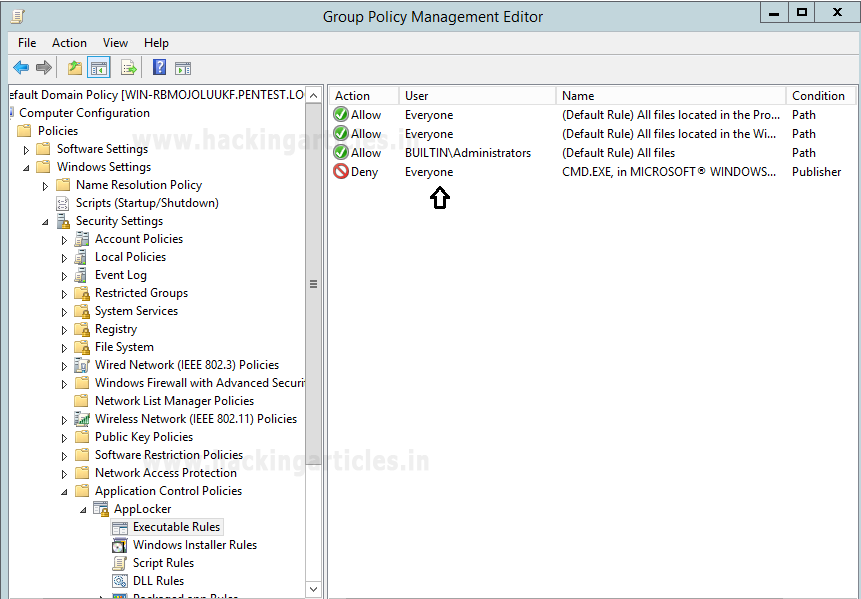 Group Policy Management Editor
File Action View Help
efault Domain Policy [WIN-RBMOJOLUUKF.PENTEST.LO
Computer Configuration
Policies
Software Settings
Windows Settings
Name Resolution Policy
Scripts (Startup/Shutdown)
Security Settings
Account Policies
Local Policies
Event Log
Restricted Groups
System Services
Registry
File System
Wired Network (IEEE 802.3) Policies
Windows Firewall with Advanced Securi
Network List Manager Policies
Wireless Network (IEEE 802.11) Policies
Public Key Policies
Software Restriction Policies
Network Access Protection
Application Control Policies
AppLocker
Executable Rules
Windows Installer Rules
Script Rules
DLL Rules
Packaged app Rules
Action User Name Condition
Allow Everyone (Default Rule) All files located in the Pro... Path
Allow Everyone (Default Rule) All files located in the Wi... Path
Allow BUILTIN\Administrators (Default Rule) All files Path
Deny Everyone CMD.EXE, in MICROSOFT® WINDOWS... Publisher
www.hackingarticles.in
www.hackingarticles.in